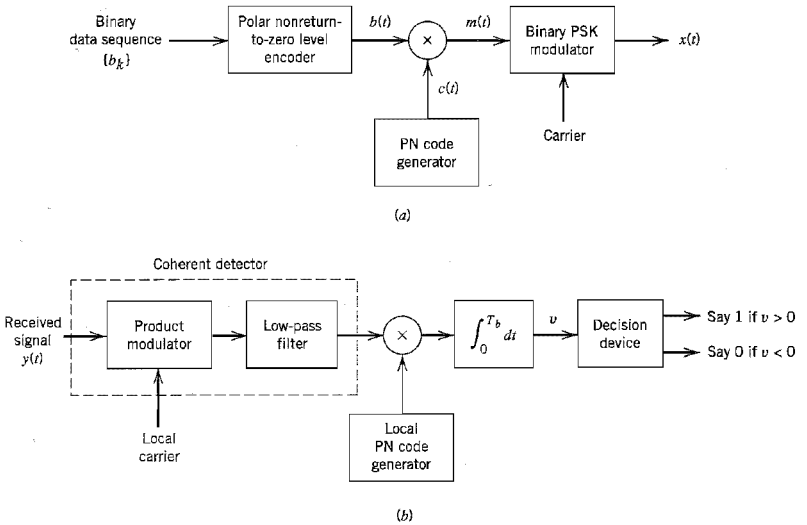 Binary
data sequence
{b_k}
Polar nonreturn-
to-zero level
encoder
b(t)
×
m(t)
Binary PSK
modulator
x(t)
c(t)
PN code
generator
Carrier
(a)
Coherent detector
Received
signal
y(t)
Product
modulator
Low-pass
filter
×
∫₀^{T_b} dt
v
Decision
device
Say 1 if v > 0
Say 0 if v < 0
Local
carrier
Local
PN code
generator
(b)